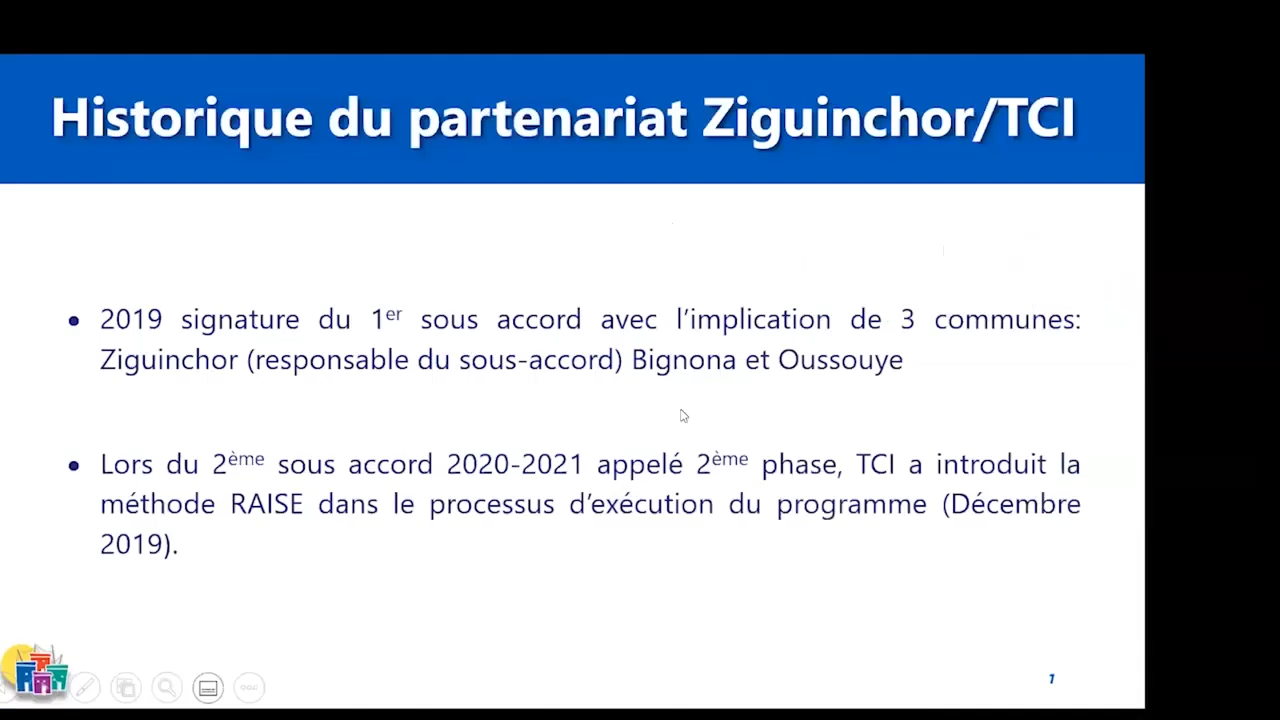 Historique du partenariat Ziguinchor/TCI
• 2019 signature du 1er sous accord avec l’implication de 3 communes:
Ziguinchor (responsable du sous-accord) Bignona et Oussouye
• Lors du 2ème sous accord 2020-2021 appelé 2ème phase, TCI a introduit la
méthode RAISE dans le processus d’exécution du programme (Décembre
2019).
7